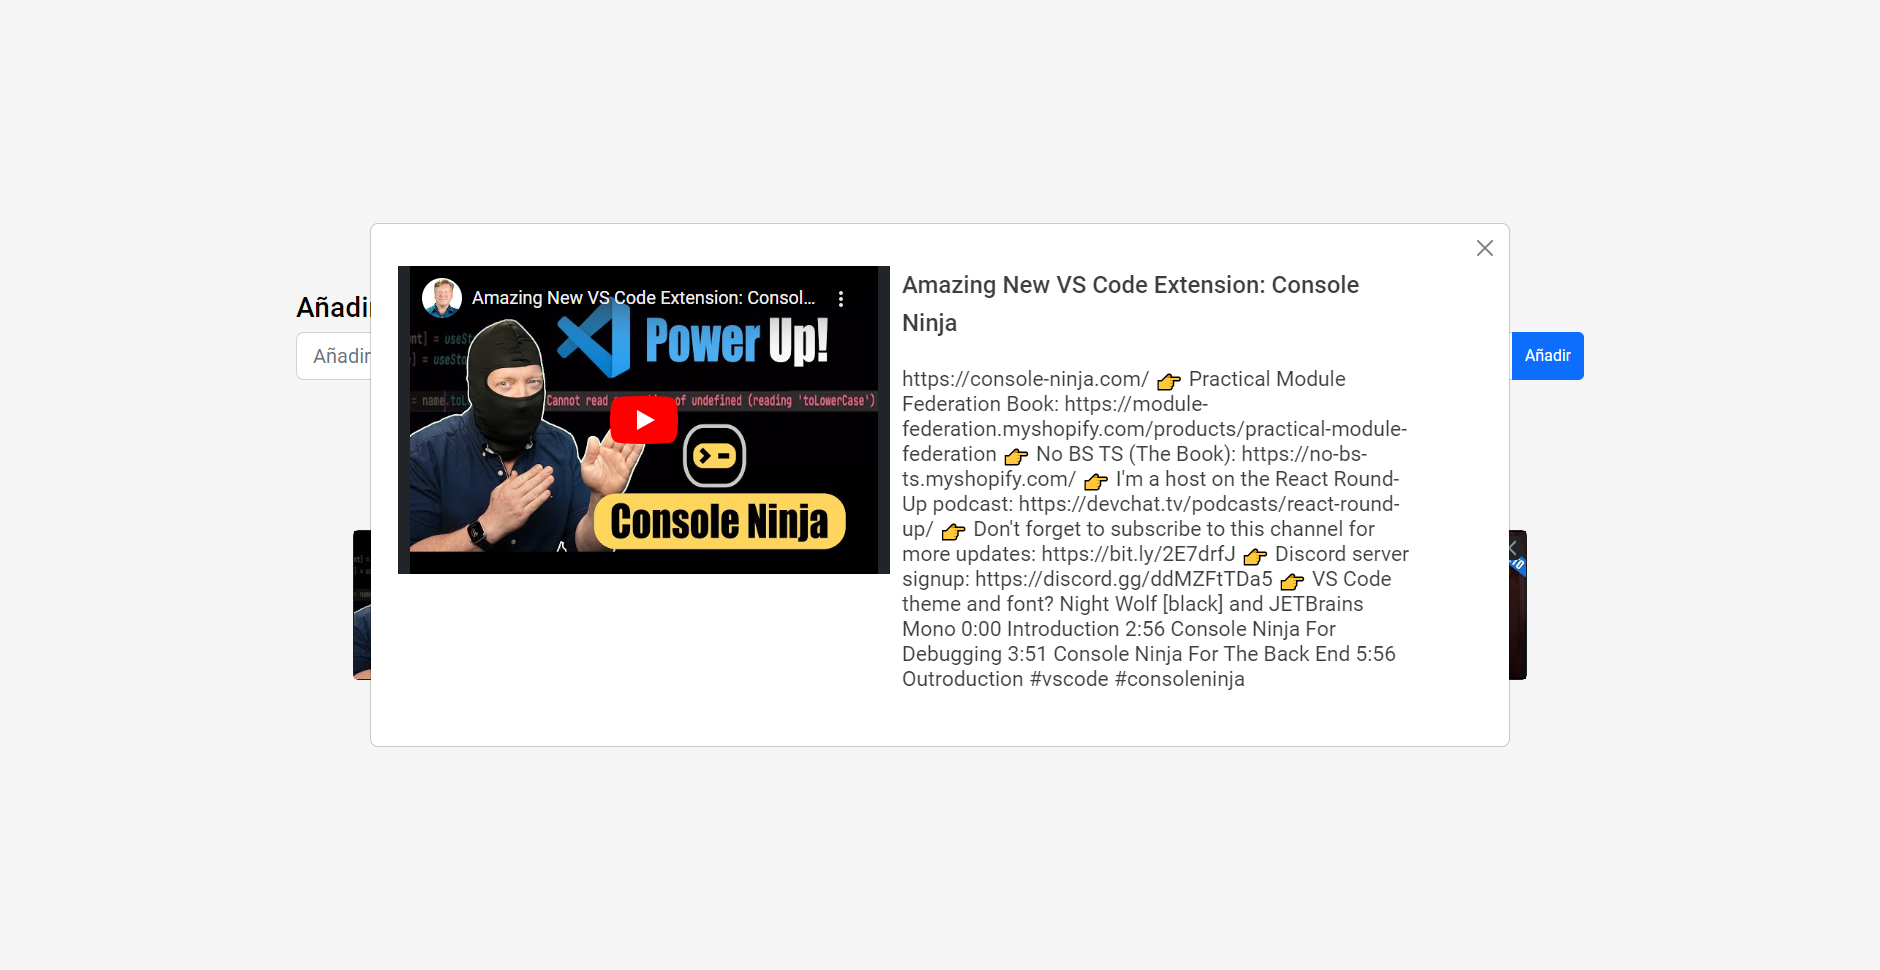 Añadir
Añadir
Añadir
Amazing New VS Code Extension: Consol...
Power Up!
= name.toL
Cannot read
of undefined (reading 'toLowerCase')
Console Ninja
Amazing New VS Code Extension: Console
Ninja
https://console-ninja.com/ 👉 Practical Module
Federation Book: https://module-
federation.myshopify.com/products/practical-module-
federation 👉 No BS TS (The Book): https://no-bs-
ts.myshopify.com/ 👉 I'm a host on the React Round-
Up podcast: https://devchat.tv/podcasts/react-round-
up/ 👉 Don't forget to subscribe to this channel for
more updates: https://bit.ly/2E7drfJ 👉 Discord server
signup: https://discord.gg/ddMZFtTDa5 👉 VS Code
theme and font? Night Wolf [black] and JETBrains
Mono 0:00 Introduction 2:56 Console Ninja For
Debugging 3:51 Console Ninja For The Back End 5:56
Outroduction #vscode #consoleninja